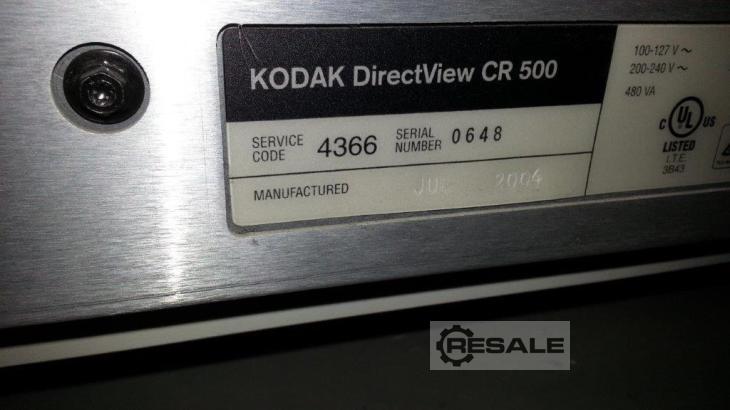 KODAK DirectView CR 500
SERVICE CODE 4366 SERIAL NUMBER 0648
MANUFACTURED 2004
100-127 V ~
200-240 V ~
480 VA
C UL US
LISTED
I.T.E.
3B43
RESALE